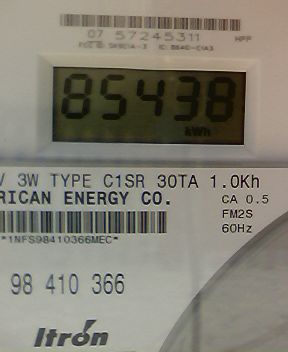 07 57245311
85438
kWh
V 3W TYPE C1SR 30TA 1.0Kh
RICAN ENERGY CO.
CA 0.5
FM2S
60Hz
*1NFS98410366MEC*
98 410 366
Itron